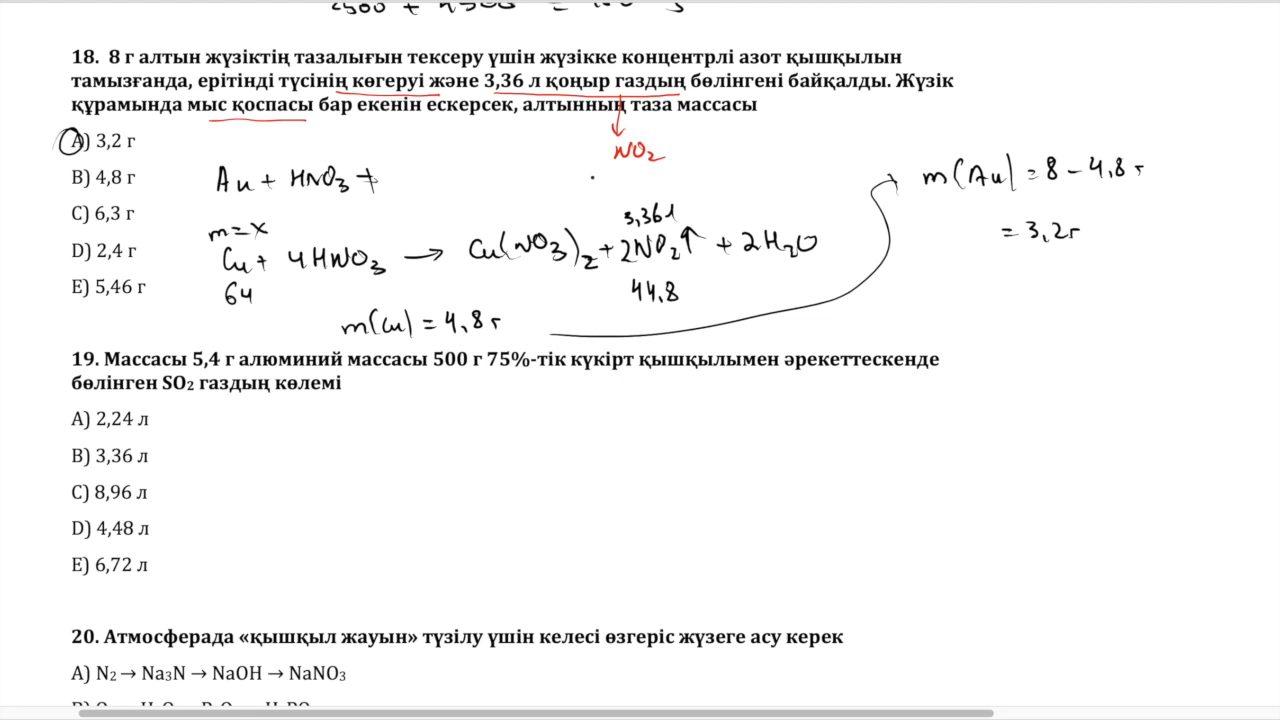 18. 8 г алтын жүзіктің тазалығын тексеру үшін жүзікке концентрлі азот қышқылын
тамызғанда, ерітінді түсінің көгеруі және 3,36 л қоңыр газдың бөлінгені байқалды. Жүзік
құрамында мыс қоспасы бар екенін ескерсек, алтынның таза массасы
A) 3,2 г
NO₂
B) 4,8 г
Au + HNO₃ +
m(Au) = 8 – 4,8 г
C) 6,3 г
= 3,2г
m=x
3,36л
D) 2,4 г
Cu + 4HNO₃ → Cu(NO₃)₂ + 2NO₂↑ + 2H₂O
E) 5,46 г
64
44,8
m(Cu) = 4,8 г
19. Массасы 5,4 г алюминий массасы 500 г 75%-тік күкірт қышқылымен әрекеттескенде
бөлінген SO₂ газдың көлемі
A) 2,24 л
B) 3,36 л
C) 8,96 л
D) 4,48 л
E) 6,72 л
20. Атмосферада «қышқыл жауын» түзілу үшін келесі өзгеріс жүзеге асу керек
A) N₂ → Na₃N → NaOH → NaNO₃